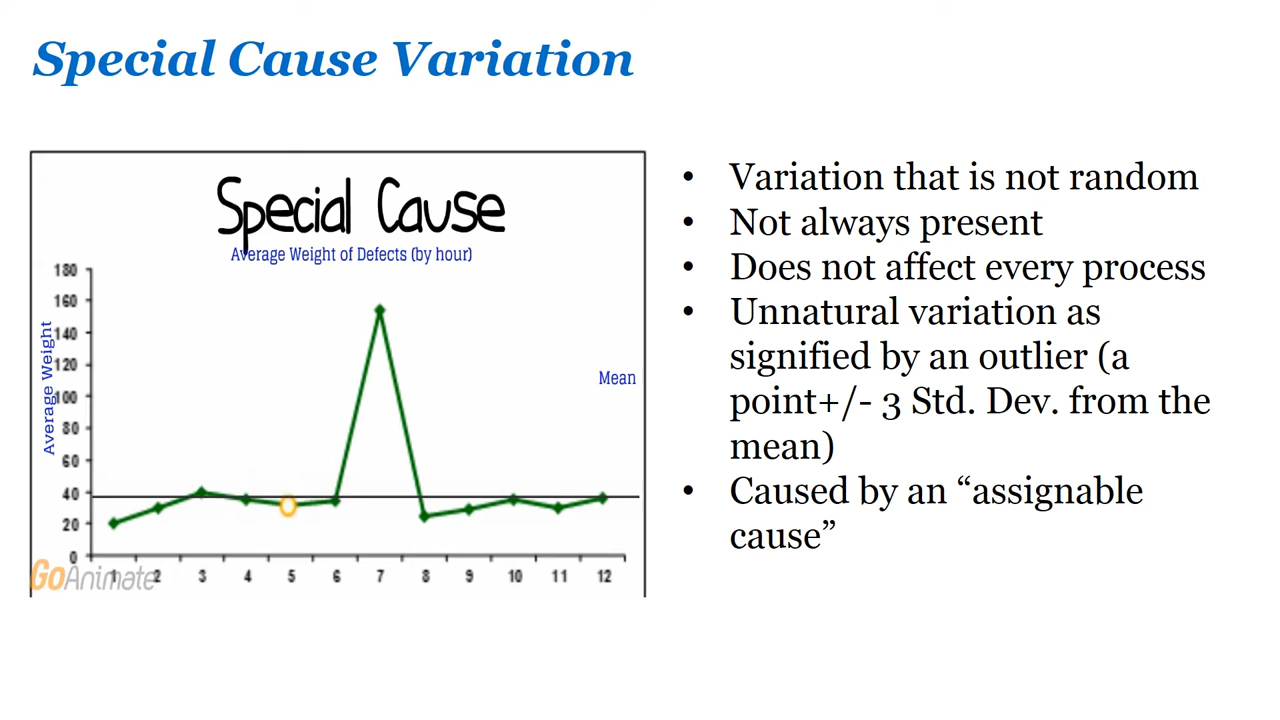 Special Cause Variation
Special Cause
Average Weight of Defects (by hour)
Average Weight
180
160
140
120
100
80
60
40
20
0
Mean
1 2 3 4 5 6 7 8 9 10 11 12
GoAnimate
• Variation that is not random
• Not always present
• Does not affect every process
• Unnatural variation as
signified by an outlier (a
point+/- 3 Std. Dev. from the
mean)
• Caused by an “assignable
cause”